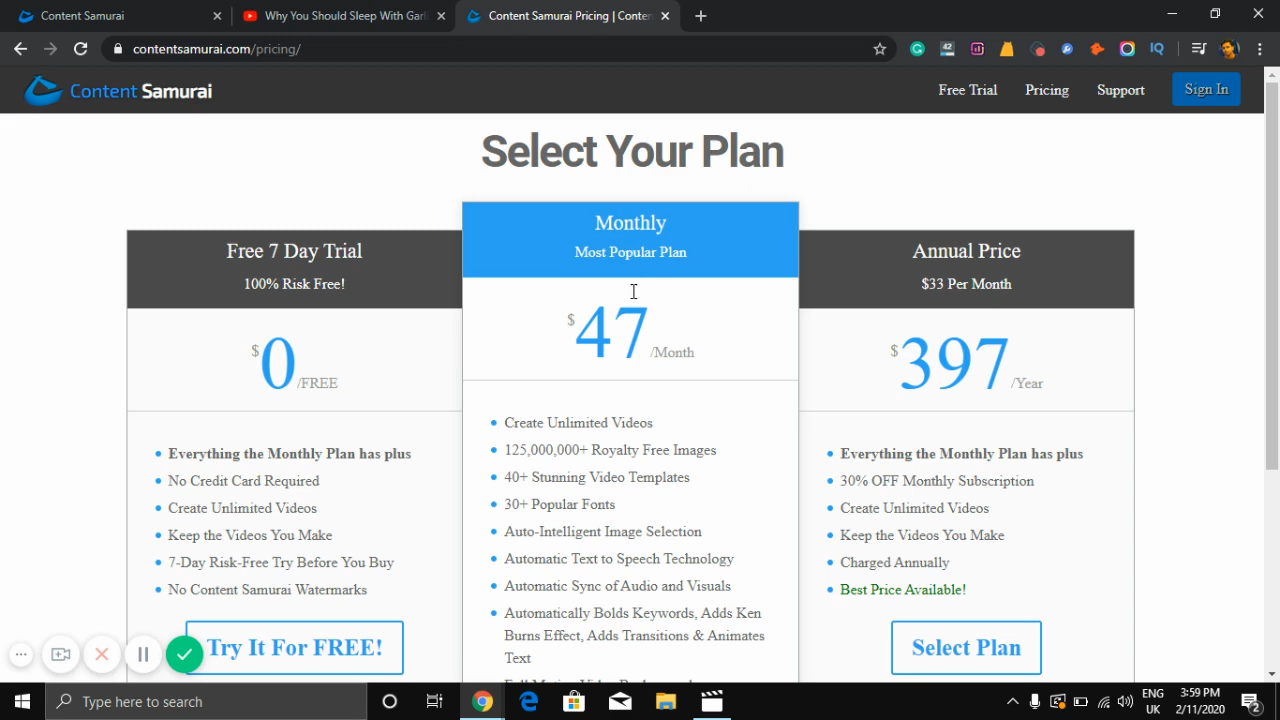 Content Samurai
Why You Should Sleep With Garli
Content Samurai Pricing | Conten
contentsamurai.com/pricing/
42
IQ
Content Samurai
Free Trial
Pricing
Support
Sign In
Select Your Plan
Free 7 Day Trial
100% Risk Free!
$0/FREE
Everything the Monthly Plan has plus
No Credit Card Required
Create Unlimited Videos
Keep the Videos You Make
7-Day Risk-Free Try Before You Buy
No Content Samurai Watermarks
Try It For FREE!
Monthly
Most Popular Plan
$47/Month
Create Unlimited Videos
125,000,000+ Royalty Free Images
40+ Stunning Video Templates
30+ Popular Fonts
Auto-Intelligent Image Selection
Automatic Text to Speech Technology
Automatic Sync of Audio and Visuals
Automatically Bolds Keywords, Adds Ken
Burns Effect, Adds Transitions & Animates
Text
Annual Price
$33 Per Month
$397/Year
Everything the Monthly Plan has plus
30% OFF Monthly Subscription
Create Unlimited Videos
Keep the Videos You Make
Charged Annually
Best Price Available!
Select Plan
Type here to search
ENG
UK
3:59 PM
2/11/2020
2